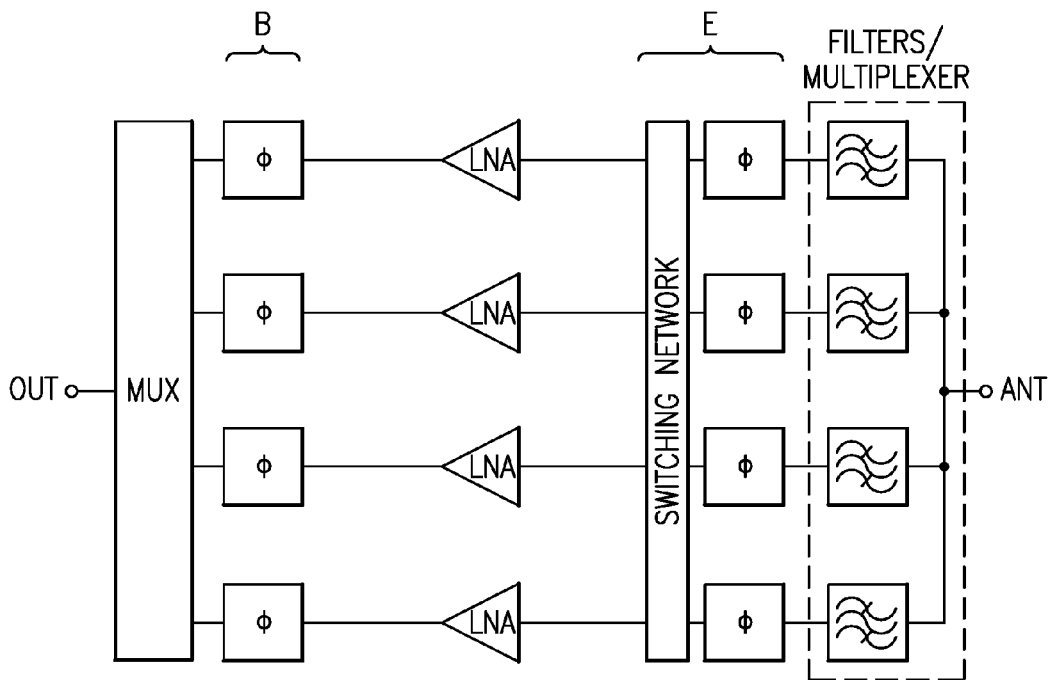 B
E
FILTERS/
MULTIPLEXER
ϕ
LNA
ϕ
ϕ
LNA
ϕ
OUT
MUX
SWITCHING NETWORK
ANT
ϕ
LNA
ϕ
ϕ
LNA
ϕ